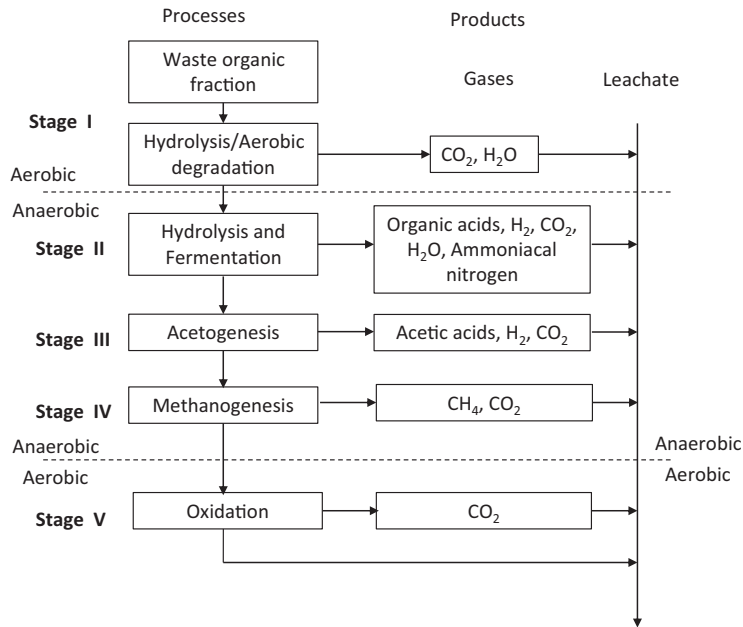 Processes
Products
Waste organic
fraction
Gases
Leachate
Stage I
Hydrolysis/Aerobic
degradation
CO₂, H₂O
Aerobic
Anaerobic
Hydrolysis and
Fermentation
Organic acids, H₂, CO₂,
H₂O, Ammoniacal
nitrogen
Stage II
Stage III
Acetogenesis
Acetic acids, H₂, CO₂
Stage IV
Methanogenesis
CH₄, CO₂
Anaerobic
Anaerobic
Aerobic
Aerobic
Stage V
Oxidation
CO₂